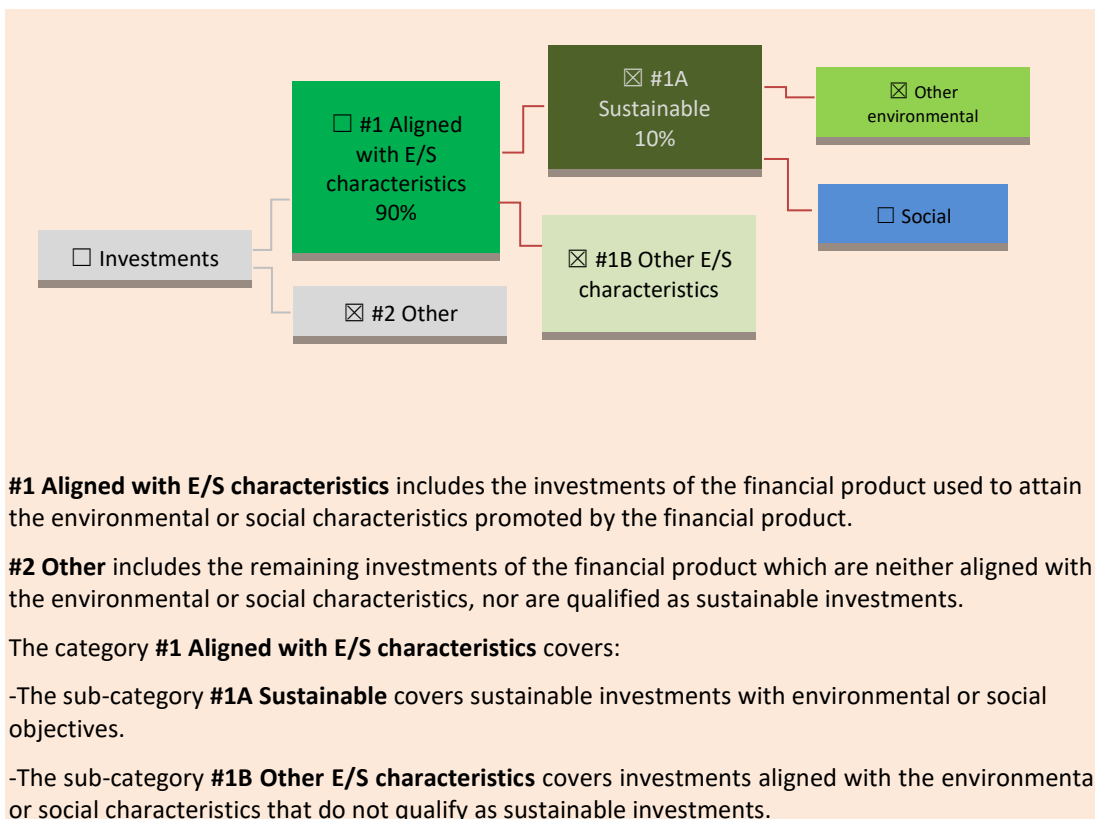 ☒ #1A
Sustainable
10%
☒ Other
environmental
☐ #1 Aligned
with E/S
characteristics
90%
☐ Social
☐ Investments
☒ #1B Other E/S
characteristics
☒ #2 Other
#1 Aligned with E/S characteristics includes the investments of the financial product used to attain
the environmental or social characteristics promoted by the financial product.
#2 Other includes the remaining investments of the financial product which are neither aligned with
the environmental or social characteristics, nor are qualified as sustainable investments.
The category #1 Aligned with E/S characteristics covers:
-The sub-category #1A Sustainable covers sustainable investments with environmental or social
objectives.
-The sub-category #1B Other E/S characteristics covers investments aligned with the environmenta
or social characteristics that do not qualify as sustainable investments.